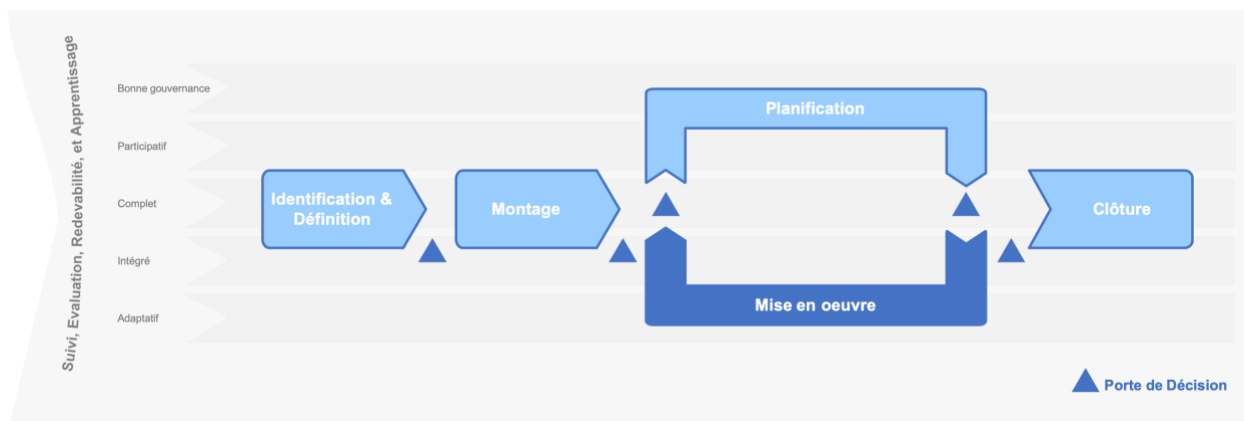 Suivi, Evaluation, Redevabilité, et Apprentissage
Bonne gouvernance
Participatif
Complet
Intégré
Adaptatif
Identification &
Définition
Montage
Planification
Mise en oeuvre
Clôture
Porte de Décision